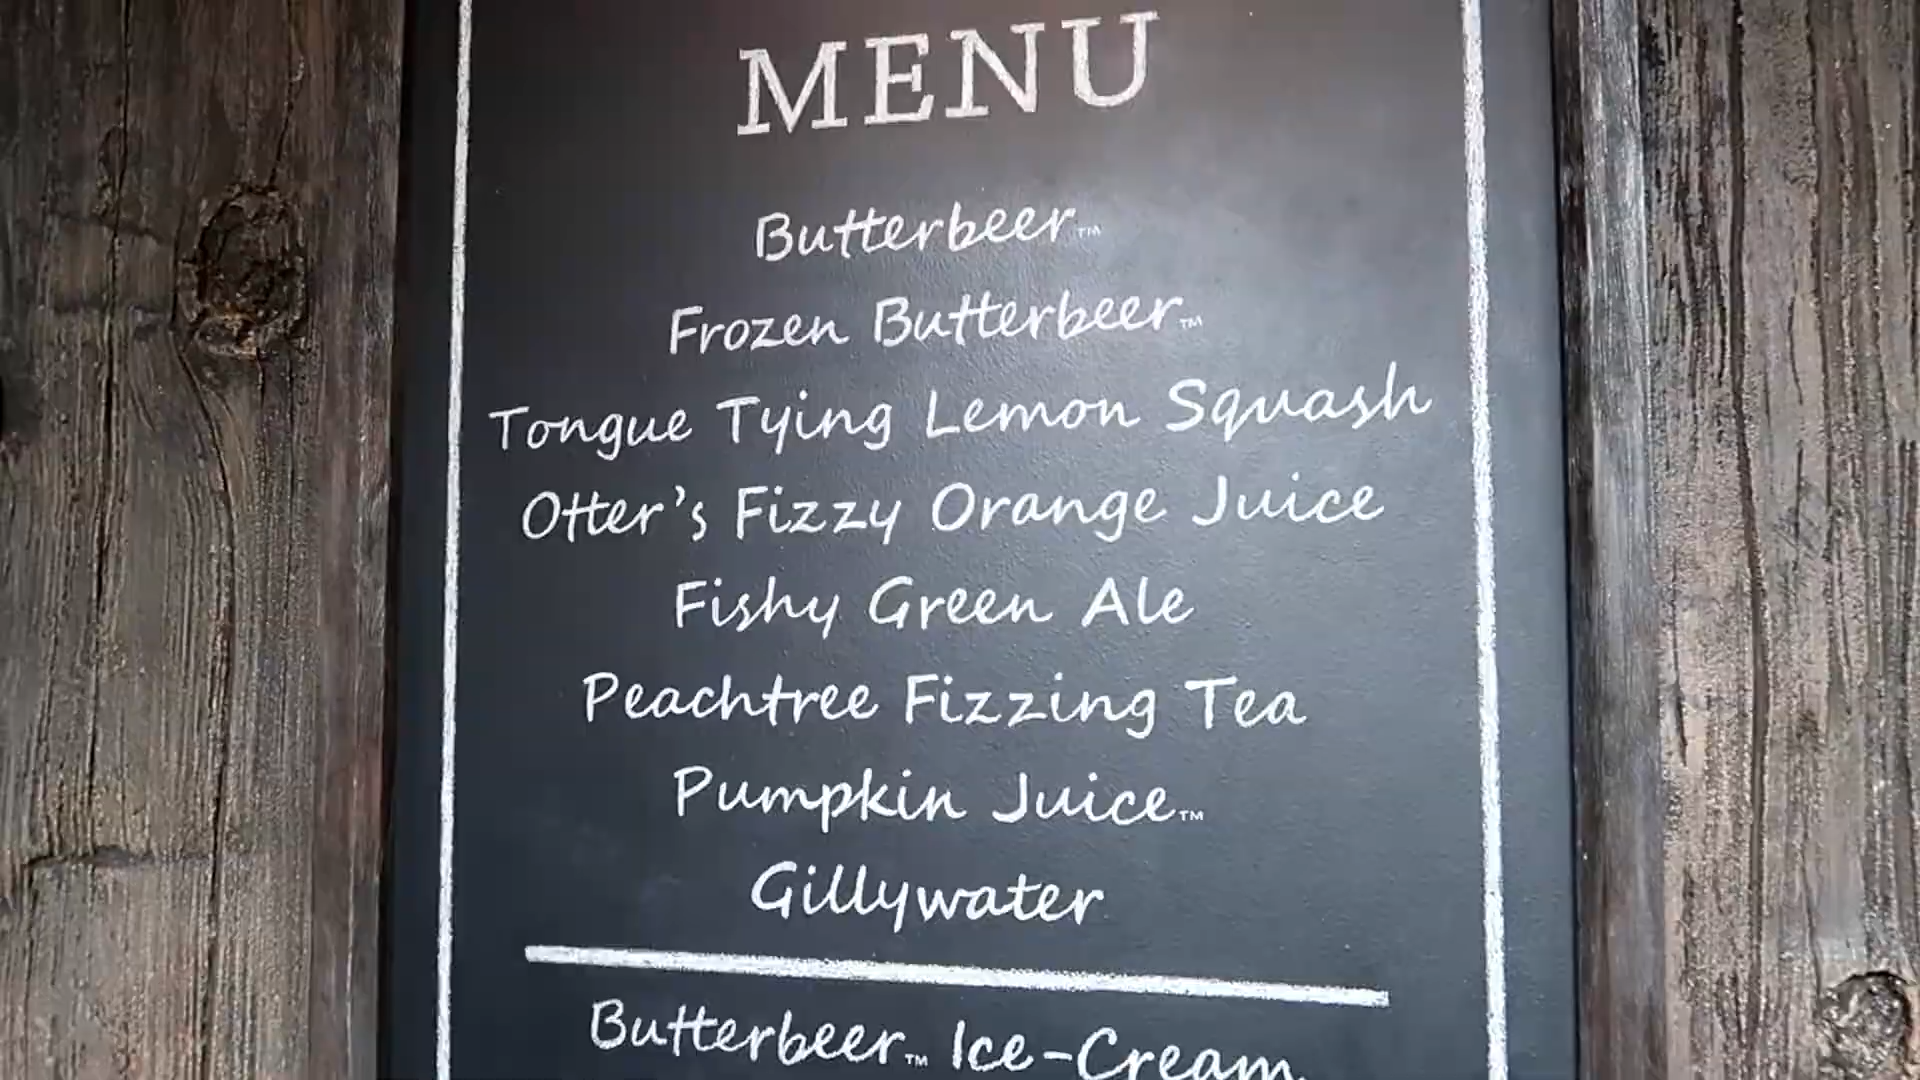 MENU
Butterbeer™
Frozen Butterbeer™
Tongue Tying Lemon Squash
Otter's Fizzy Orange Juice
Fishy Green Ale
Peachtree Fizzing Tea
Pumpkin Juice™
Gillywater
Butterbeer™ Ice-Cream